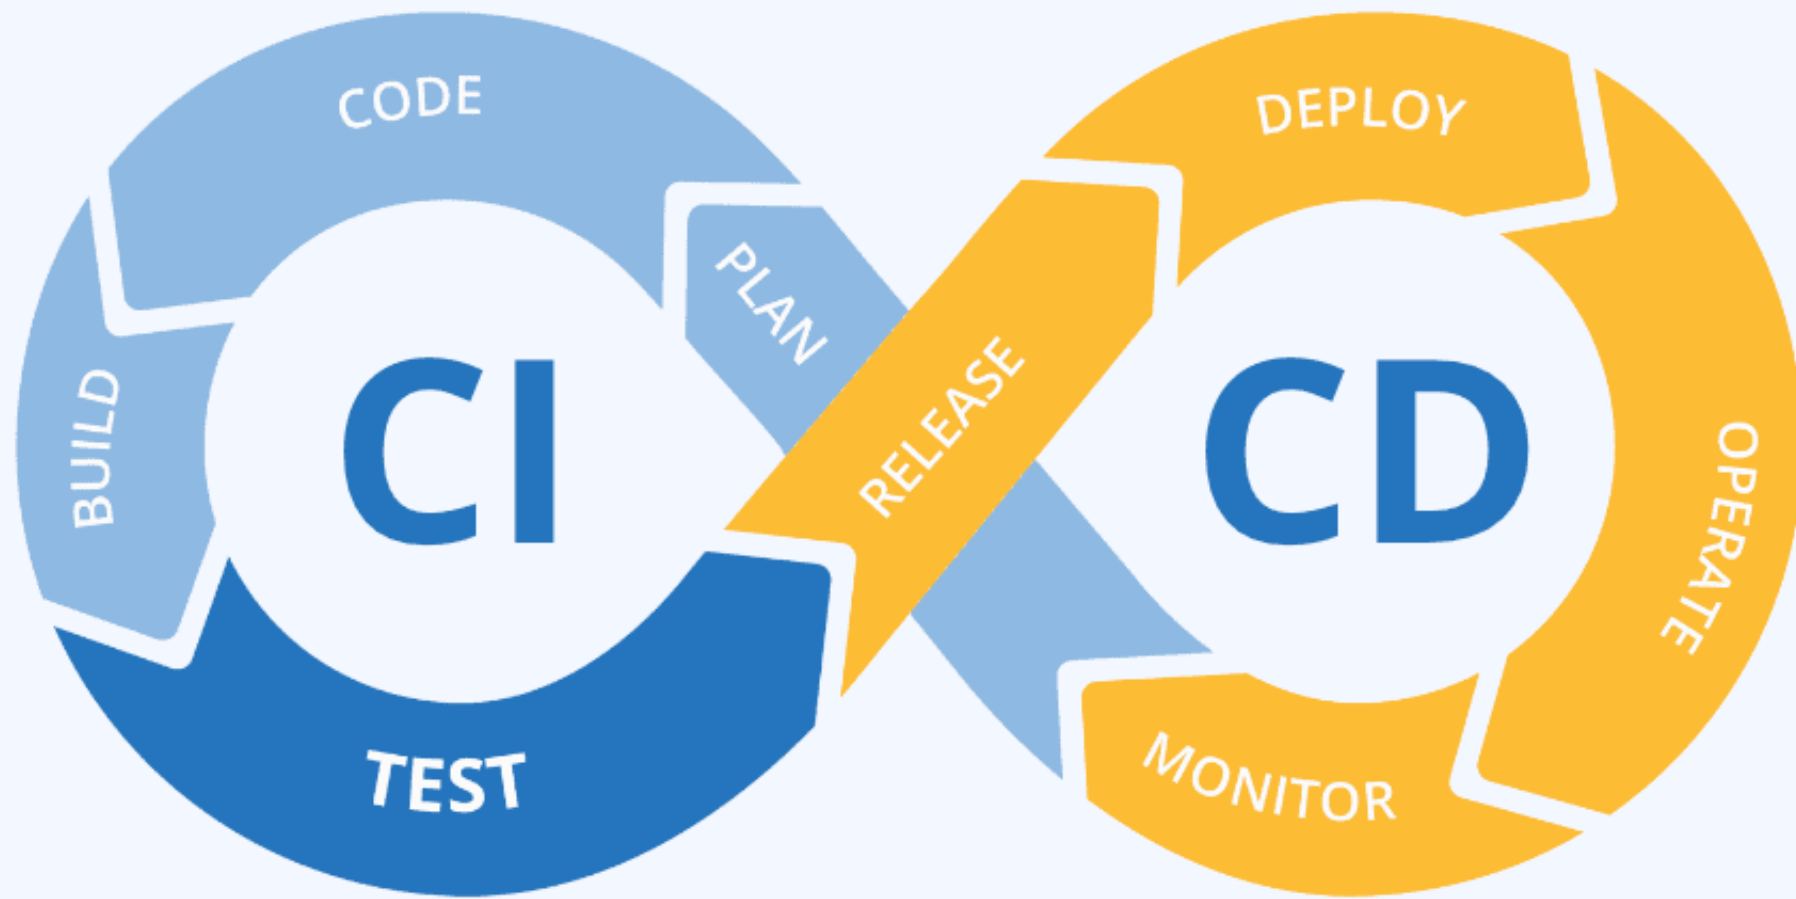 CODE
DEPLOY
PLAN
BUILD
CI
RELEASE
CD
OPERATE
TEST
MONITOR